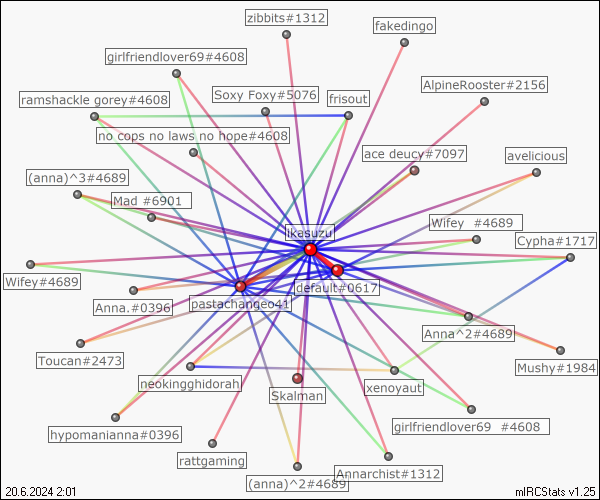 zibbits#1312
fakedingo
girlfriendlover69#4608
AlpineRooster#2156
Soxy Foxy#5076
ramshackle gorey#4608
frisout
no cops no laws no hope#4608
ace deucy#7097
avelicious
(anna)^3#4689
Mad #6901
Wifey #4689
ikesuzu
Cypha#1717
Wifey#4689
default#0617
pastachangeo41
Anna.#0396
Anna^2#4689
Toucan#2473
Mushy#1984
neokingghidorah
xenoyaut
Skalman
girlfriendlover69 #4608
hypomanianna#0396
rattgaming
Annarchist#1312
(anna)^2#4689
20.6.2024 2:01
mIRCStats v1.25